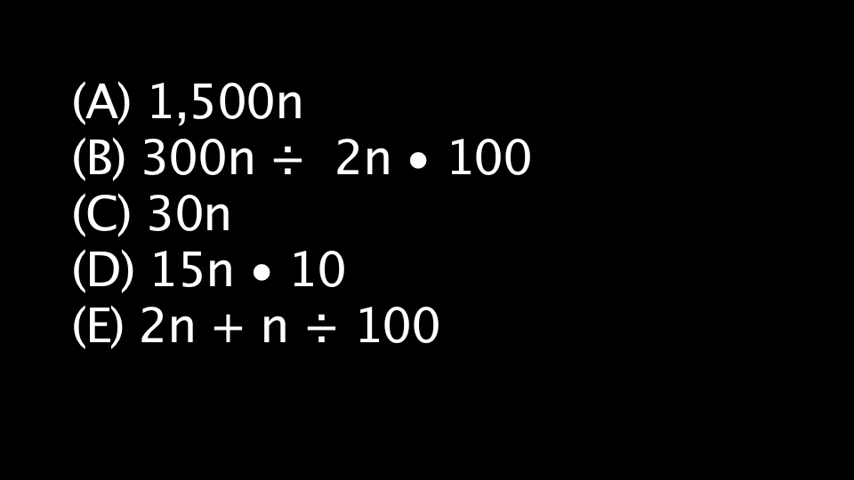 (A) 1,500n
(B) 300n ÷ 2n • 100
(C) 30n
(D) 15n • 10
(E) 2n + n ÷ 100